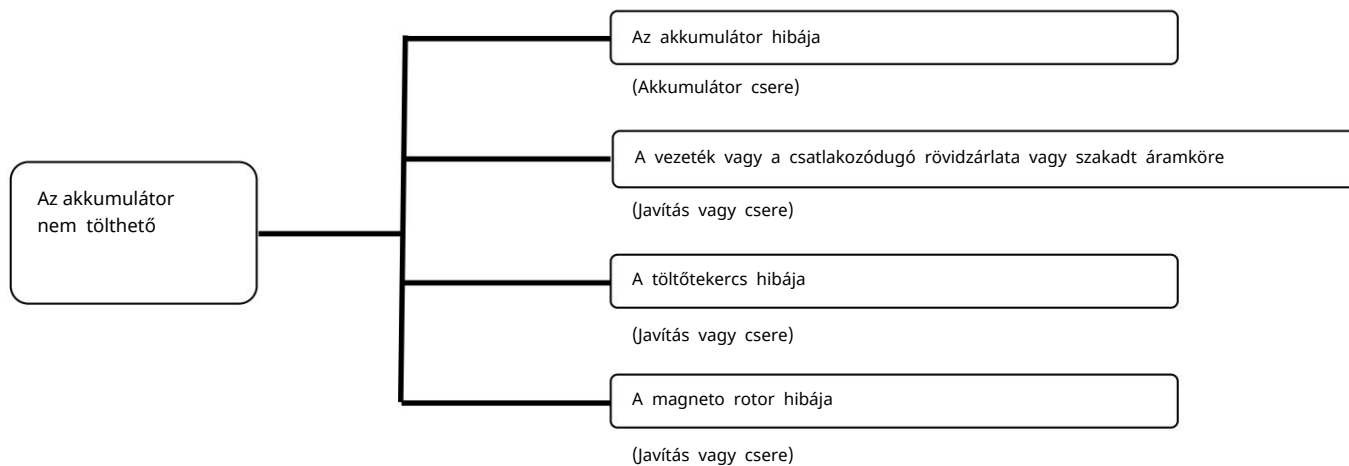 Az akkumulátor hibája
(Akkumulátor csere)
A vezeték vagy a csatlakozódugó rövidzárlata vagy szakadt áramköre
(Javítás vagy csere)
Az akkumulátor
nem tölthető
A töltőtekercs hibája
(Javítás vagy csere)
A magneto rotor hibája
(Javítás vagy csere)